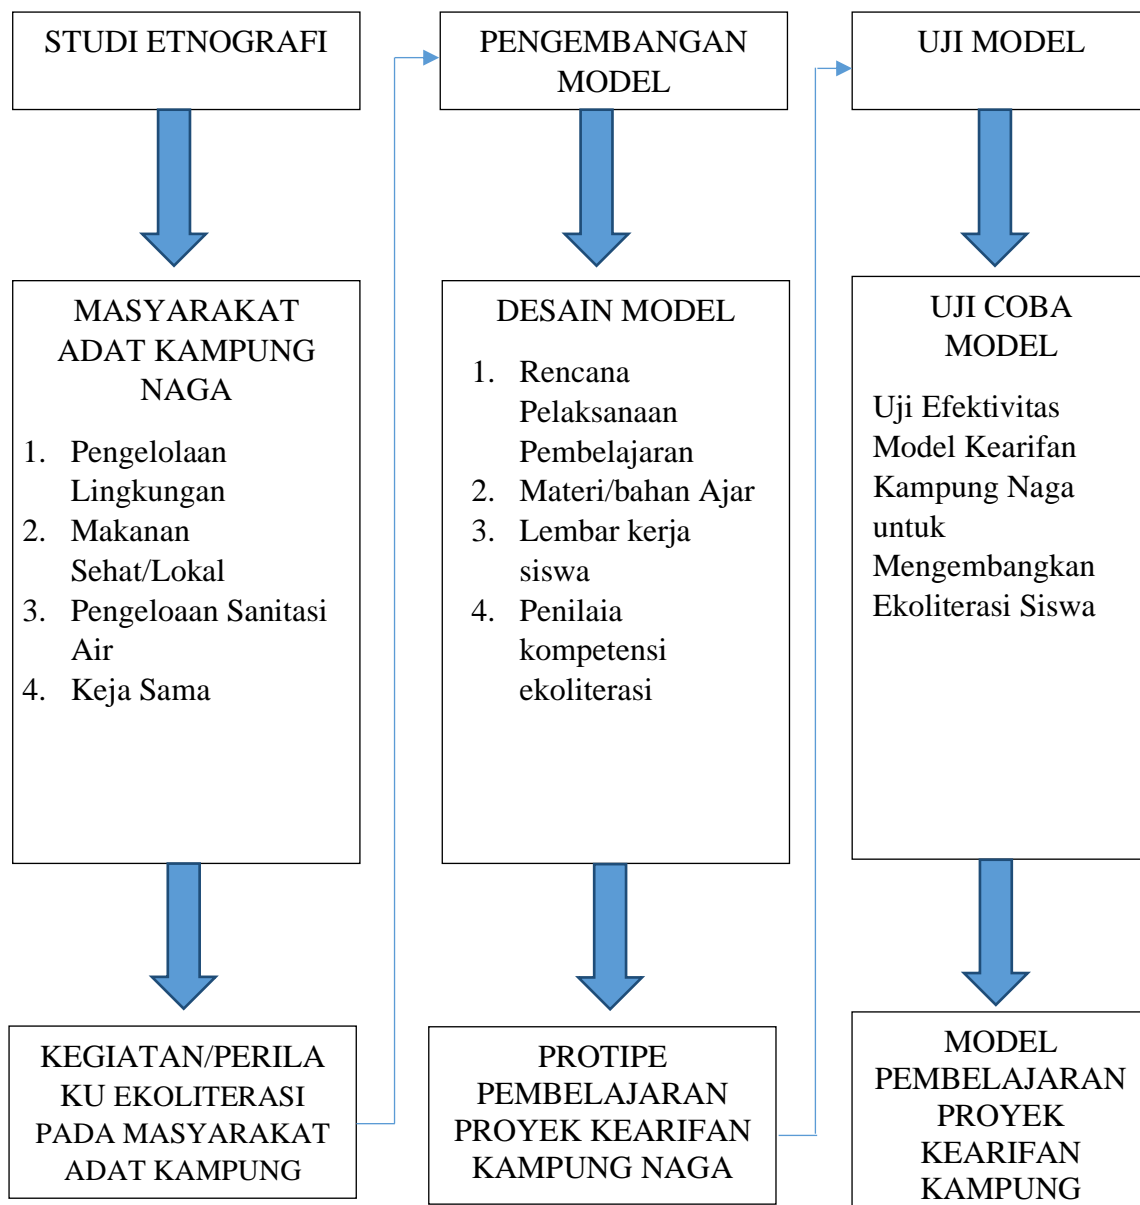 STUDI ETNOGRAFI
MASYARAKAT
ADAT KAMPUNG
NAGA
1. Pengelolaan
Lingkungan
2. Makanan
Sehat/Lokal
3. Pengeloaan Sanitasi
Air
4. Keja Sama
KEGIATAN/PERILA
KU EKOLITERASI
PADA MASYARAKAT
ADAT KAMPUNG
PENGEMBANGAN
MODEL
DESAIN MODEL
1. Rencana
Pelaksanaan
Pembelajaran
2. Materi/bahan Ajar
3. Lembar kerja
siswa
4. Penilaia
kompetensi
ekoliterasi
PROTIPE
PEMBELAJARAN
PROYEK KEARIFAN
KAMPUNG NAGA
UJI MODEL
UJI COBA
MODEL
Uji Efektivitas
Model Kearifan
Kampung Naga
untuk
Mengembangkan
Ekoliterasi Siswa
MODEL
PEMBELAJARAN
PROYEK
KEARIFAN
KAMPUNG